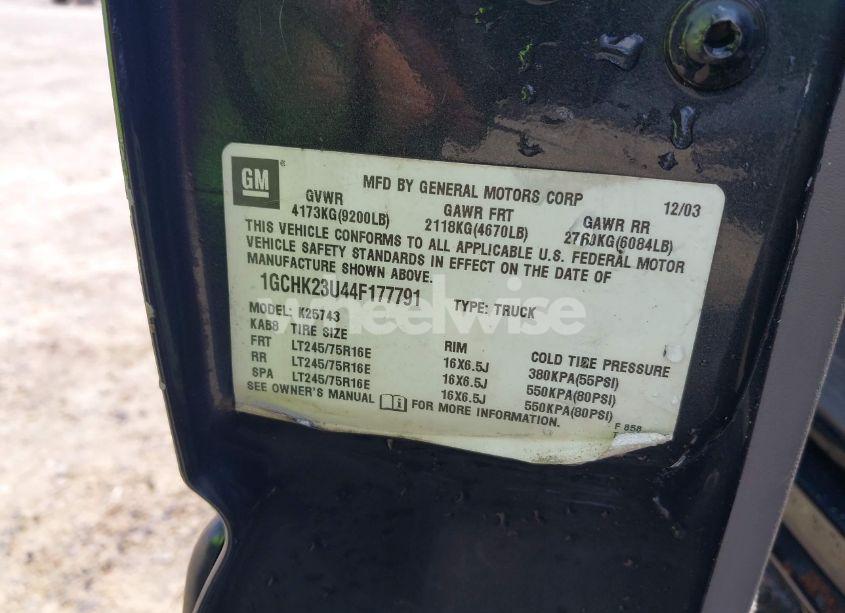 GM ®
MFD BY GENERAL MOTORS CORP 12/03
GVWR GAWR FRT GAWR RR
4173KG(9200LB) 2118KG(4670LB) 2760KG(6084LB)
THIS VEHICLE CONFORMS TO ALL APPLICABLE U.S. FEDERAL MOTOR
VEHICLE SAFETY STANDARDS IN EFFECT ON THE DATE OF
MANUFACTURE SHOWN ABOVE.
1GCHK23U44F177791 TYPE: TRUCK
MODEL: K25743
KAB8 TIRE SIZE RIM COLD TIRE PRESSURE
FRT LT245/75R16E 16X6.5J 380KPA(55PSI)
RR LT245/75R16E 16X6.5J 550KPA(80PSI)
SPA LT245/75R16E 16X6.5J 550KPA(80PSI)
SEE OWNER'S MANUAL FOR MORE INFORMATION.
F 858
wheelwise